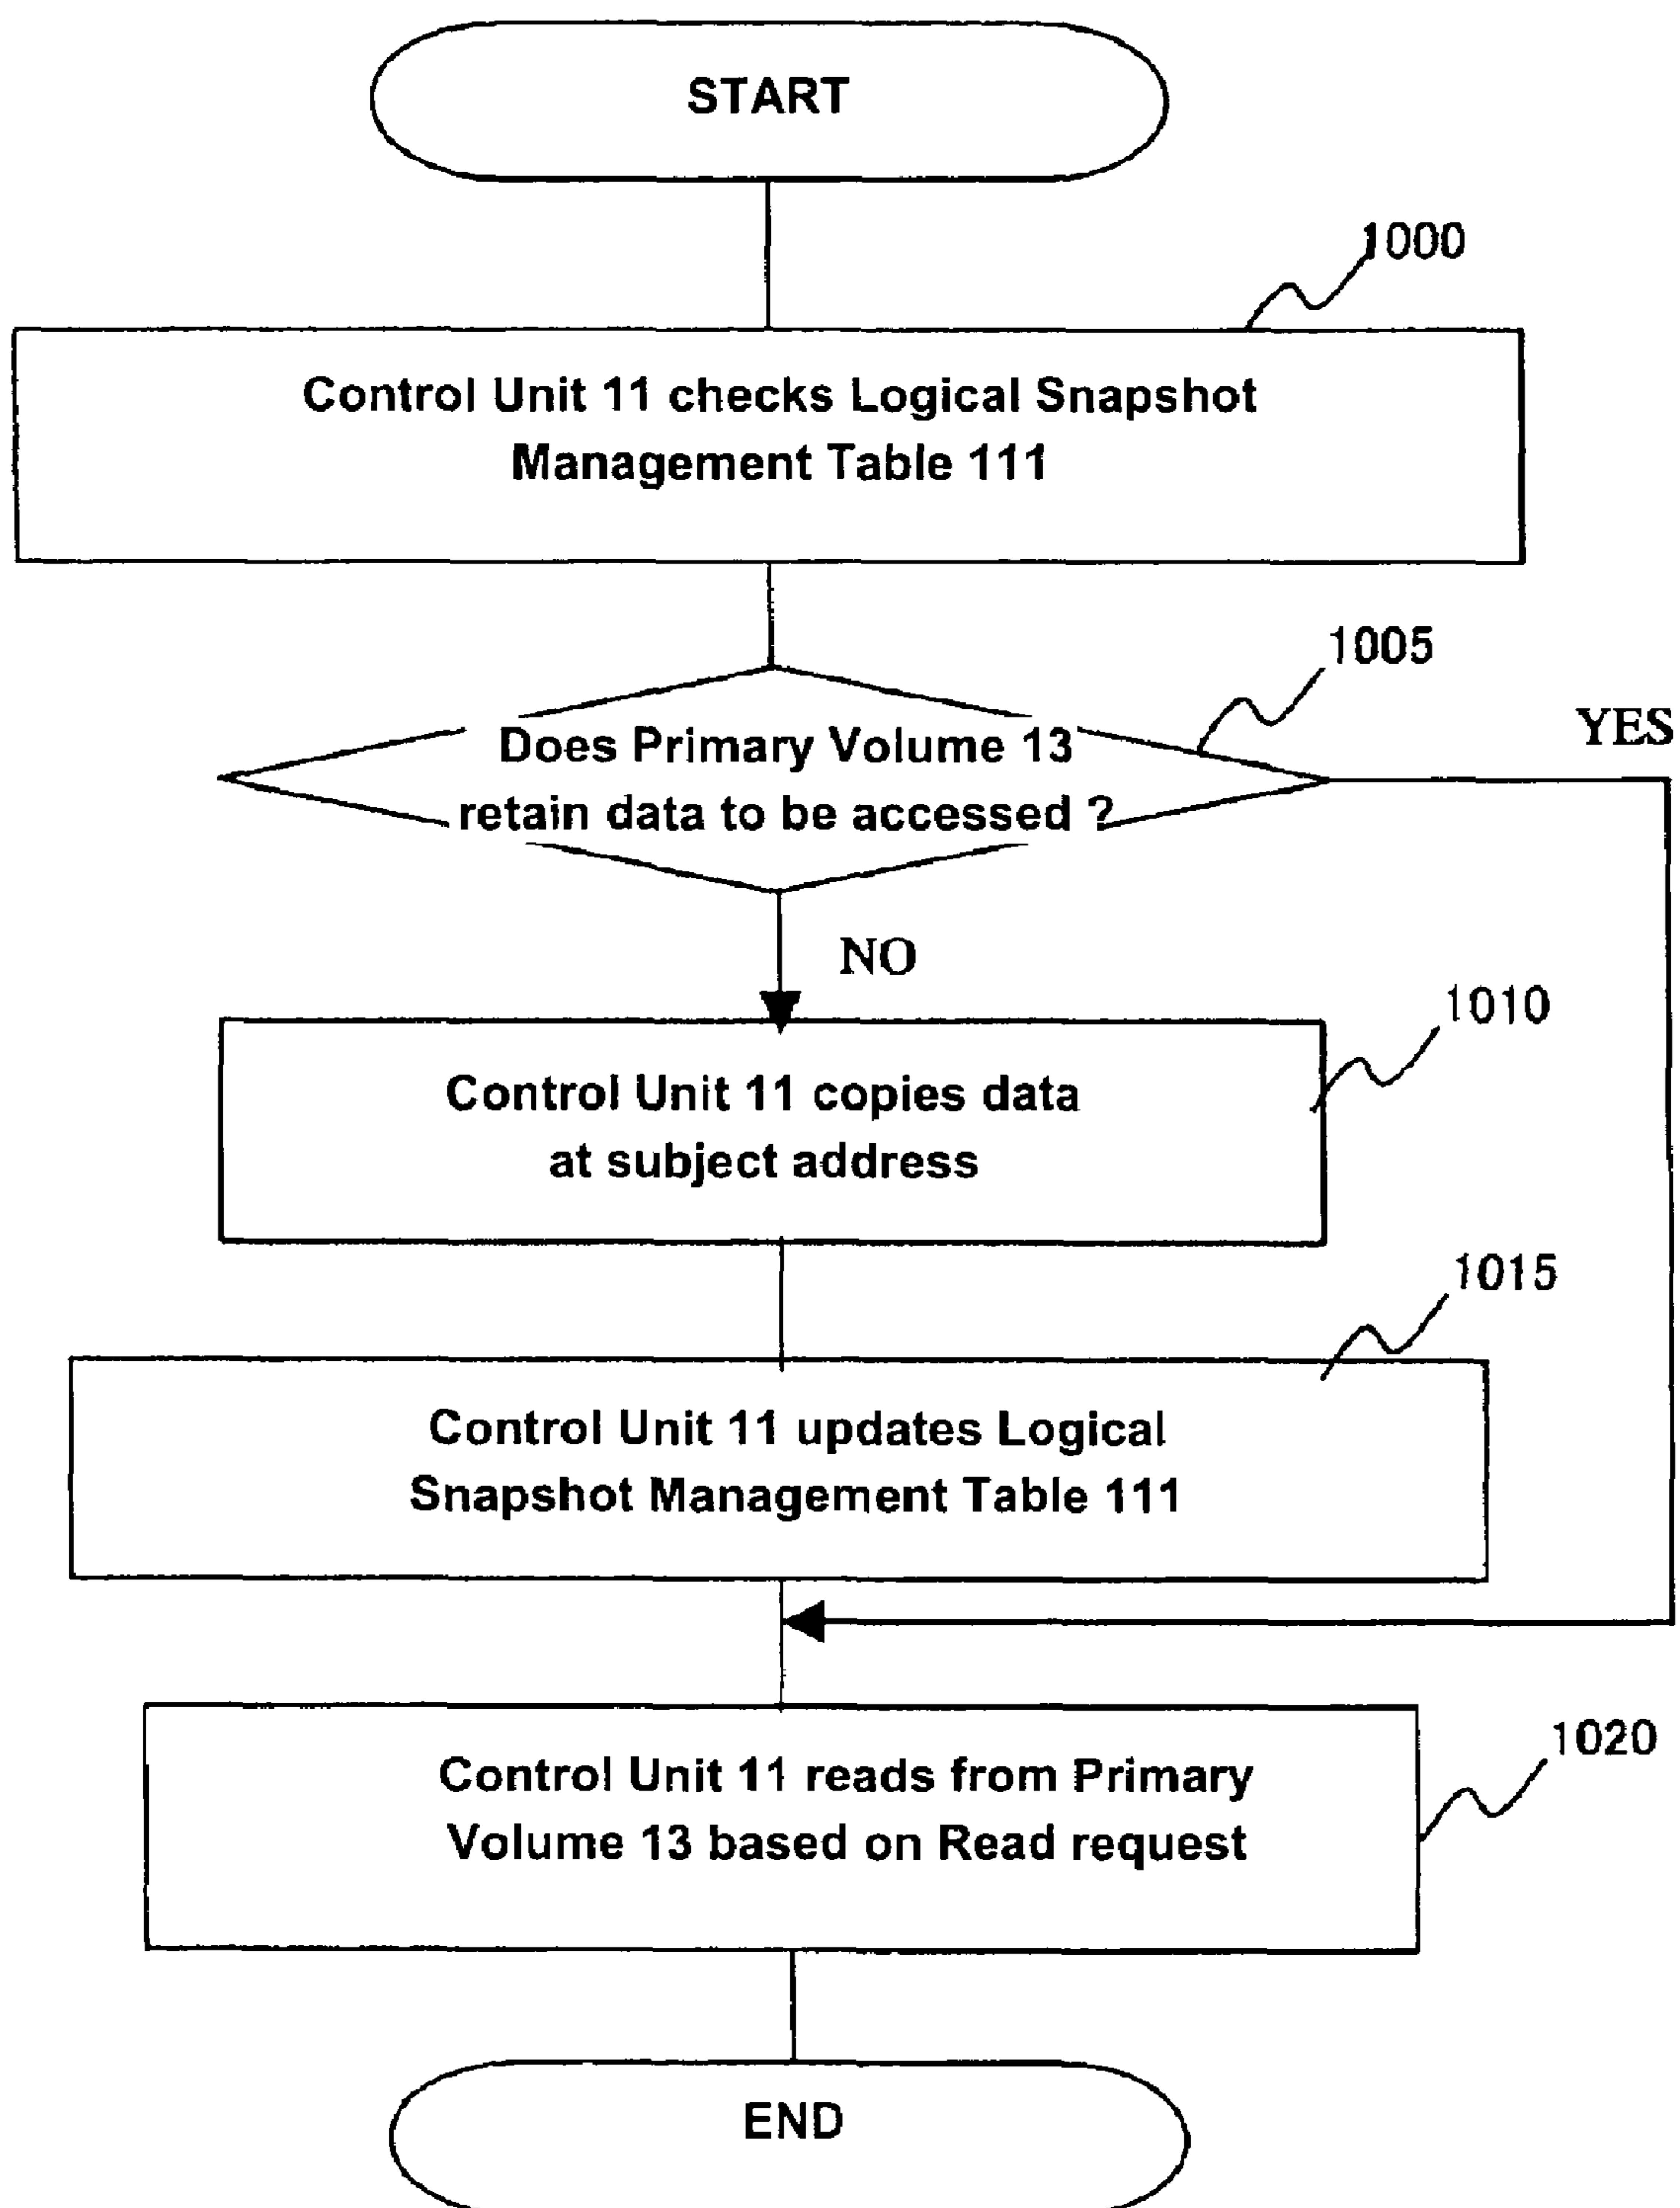 START
1000
Control Unit 11 checks Logical Snapshot
Management Table 111
1005
YES
Does Primary Volume 13
retain data to be accessed ?
NO
1010
Control Unit 11 copies data
at subject address
1015
Control Unit 11 updates Logical
Snapshot Management Table 111
1020
Control Unit 11 reads from Primary
Volume 13 based on Read request
END